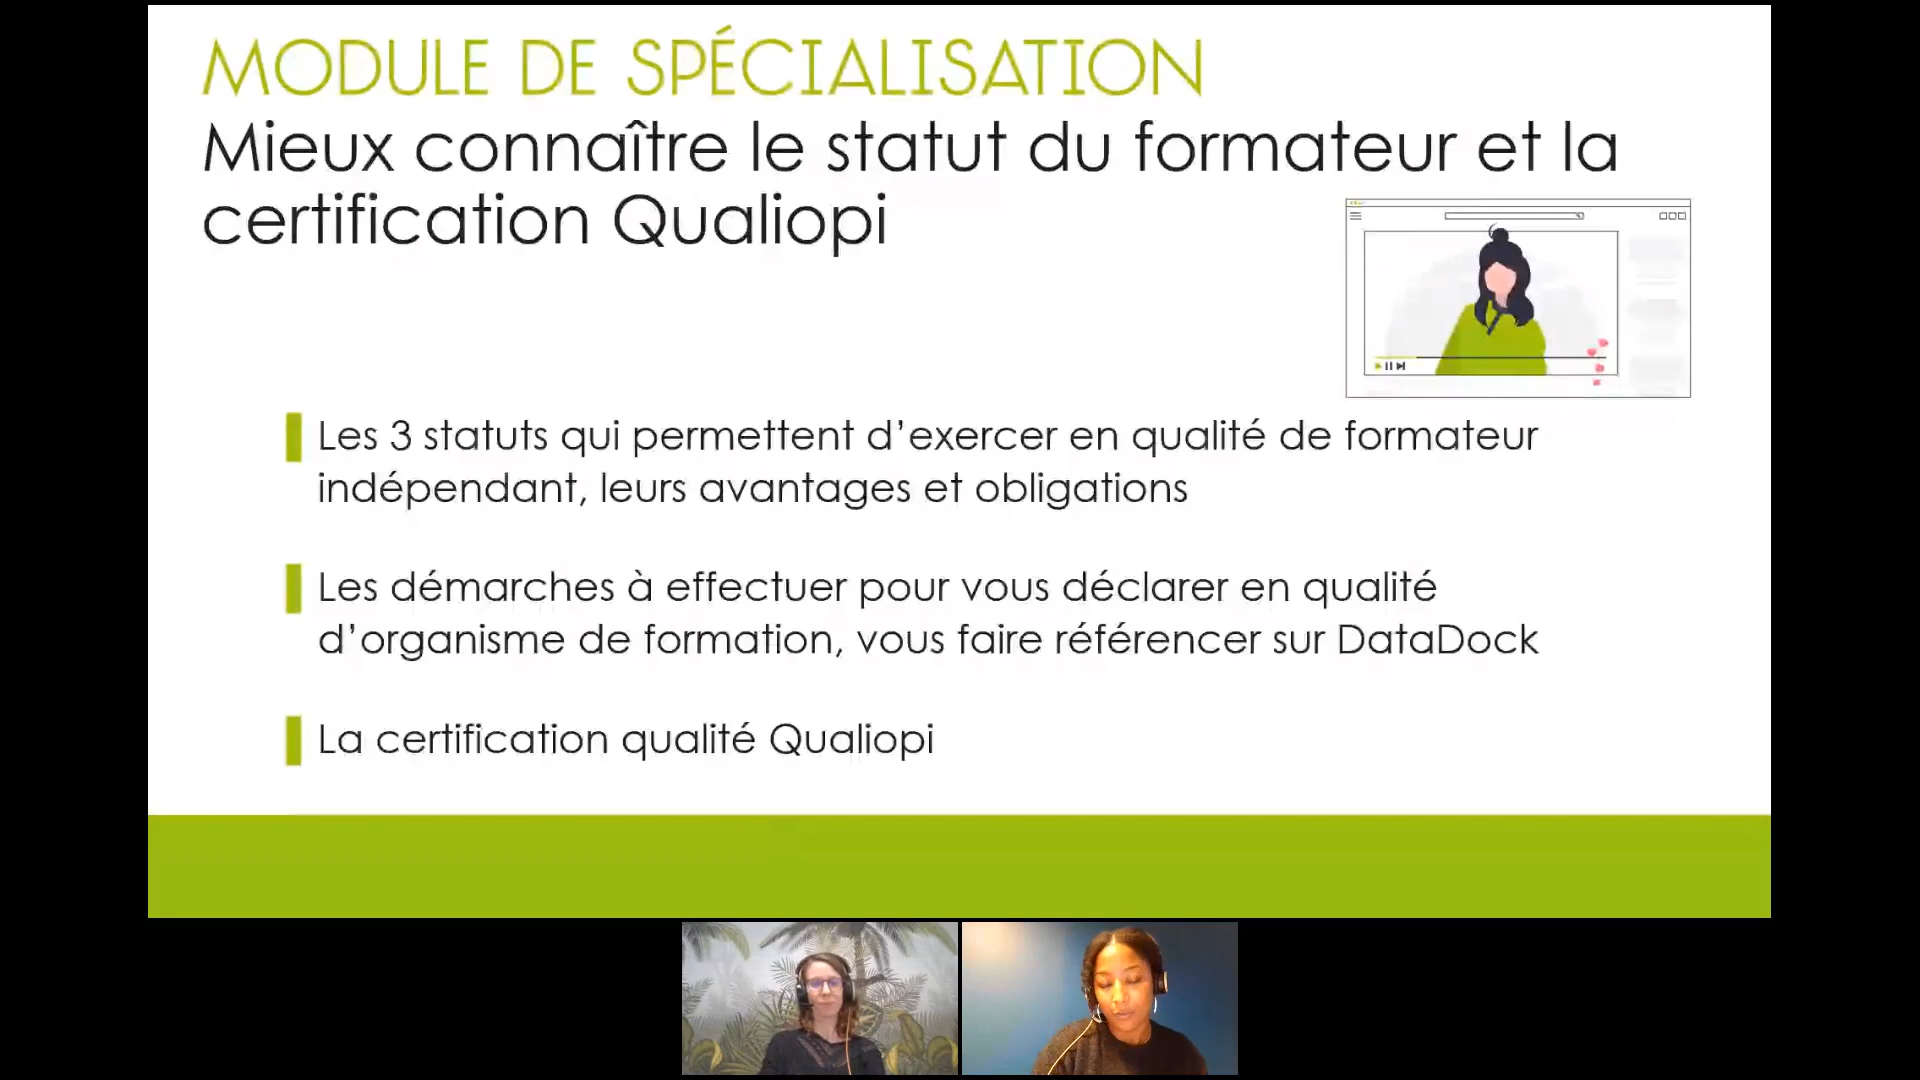 MODULE DE SPÉCIALISATION
Mieux connaître le statut du formateur et la
certification Qualiopi
Les 3 statuts qui permettent d’exercer en qualité de formateur
indépendant, leurs avantages et obligations
Les démarches à effectuer pour vous déclarer en qualité
d’organisme de formation, vous faire référencer sur DataDock
La certification qualité Qualiopi